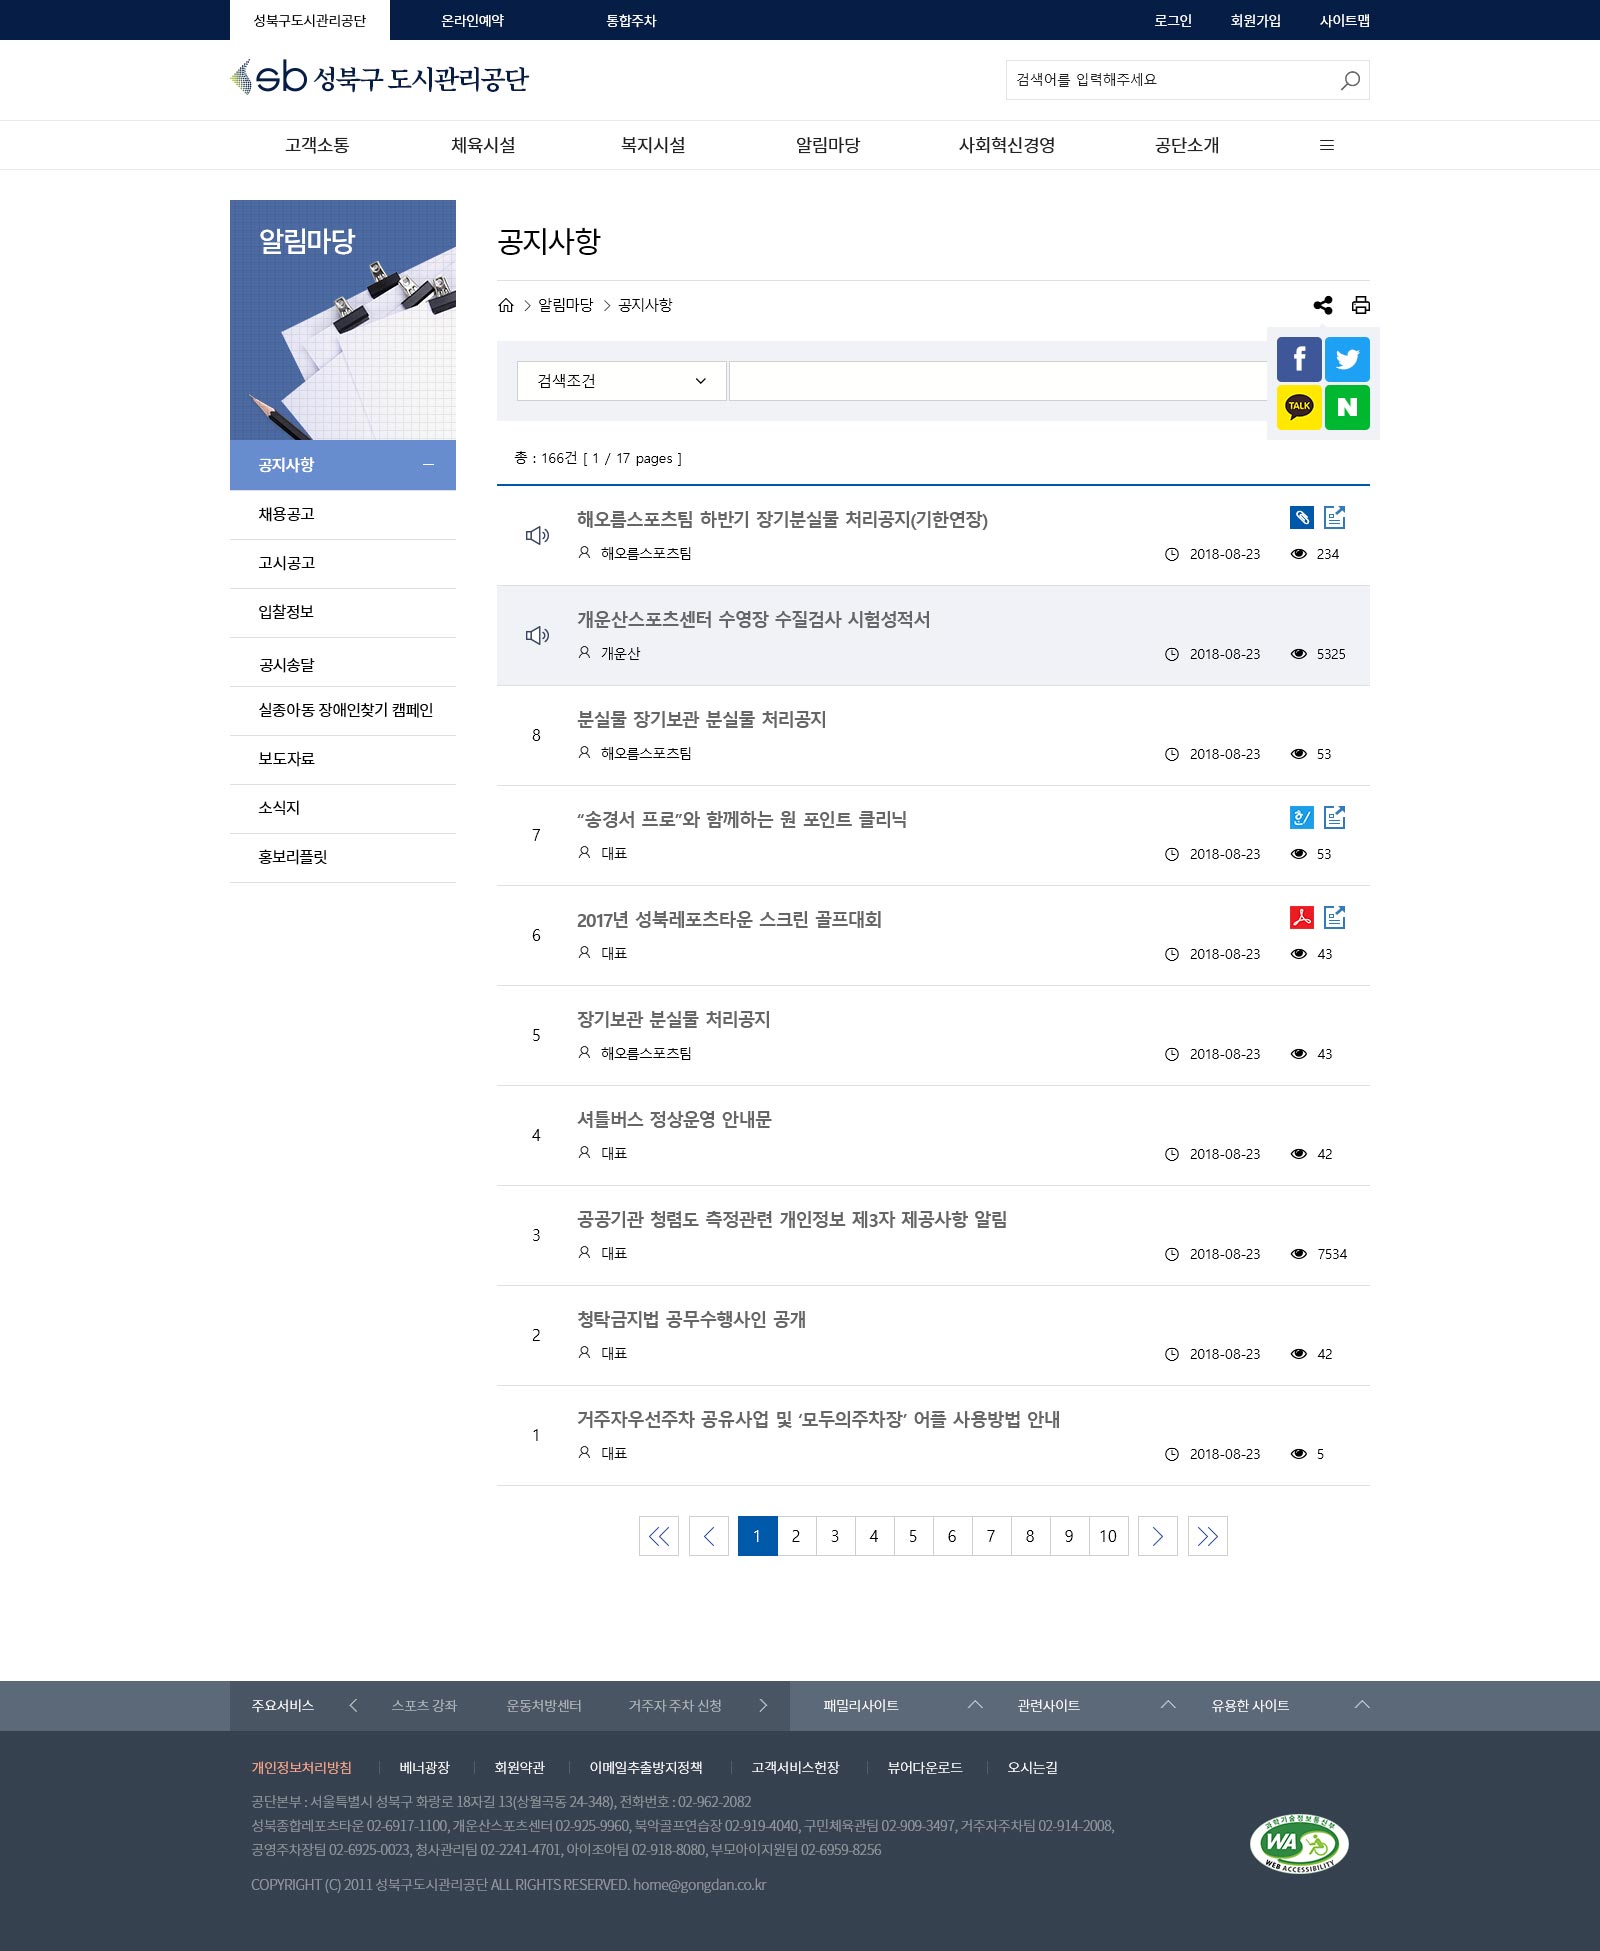 성북구도시관리공단 온라인예약 통합주차 로그인 회원가입 사이트맵
sb 성북구 도시관리공단 검색어를 입력해주세요
고객소통 체육시설 복지시설 알림마당 사회혁신경영 공단소개
알림마당
공지사항
채용공고
고시공고
입찰정보
공시송달
실종아동 장애인찾기 캠페인
보도자료
소식지
홍보리플릿
공지사항
알림마당 공지사항
f
TALK N
검색조건
총 : 166건 [ 1 / 17 pages ]
해오름스포츠팀 하반기 장기분실물 처리공지(기한연장)
해오름스포츠팀 2018-08-23 234
개운산스포츠센터 수영장 수질검사 시험성적서
개운산 2018-08-23 5325
8 분실물 장기보관 분실물 처리공지
해오름스포츠팀 2018-08-23 53
7 “송경서 프로”와 함께하는 원 포인트 클리닉 한/
대표 2018-08-23 53
6 2017년 성북레포츠타운 스크린 골프대회
대표 2018-08-23 43
5 장기보관 분실물 처리공지
해오름스포츠팀 2018-08-23 43
4 셔틀버스 정상운영 안내문
대표 2018-08-23 42
3 공공기관 청렴도 측정관련 개인정보 제3자 제공사항 알림
대표 2018-08-23 7534
2 청탁금지법 공무수행사인 공개
대표 2018-08-23 42
1 거주자우선주차 공유사업 및 ‘모두의주차장’ 어플 사용방법 안내
대표 2018-08-23 5
1 2 3 4 5 6 7 8 9 10
주요서비스 스포츠 강좌 운동처방센터 거주자 주차 신청 패밀리사이트 관련사이트 유용한 사이트
개인정보처리방침 베너광장 회원약관 이메일추출방지정책 고객서비스헌장 뷰어다운로드 오시는길
공단본부 : 서울특별시 성북구 화랑로 18자길 13(상월곡동 24-348), 전화번호 : 02-962-2082
성북종합레포츠타운 02-6917-1100, 개운산스포츠센터 02-925-9960, 북악골프연습장 02-919-4040, 구민체육관팀 02-909-3497, 거주자주차팀 02-914-2008,
공영주차장팀 02-6925-0023, 청사관리팀 02-2241-4701, 아이조아팀 02-918-8080, 부모아이지원팀 02-6959-8256
COPYRIGHT (C) 2011 성북구도시관리공단 ALL RIGHTS RESERVED. home@gongdan.co.kr
과학기술정보통신부
WA
WEB ACCESSIBILITY